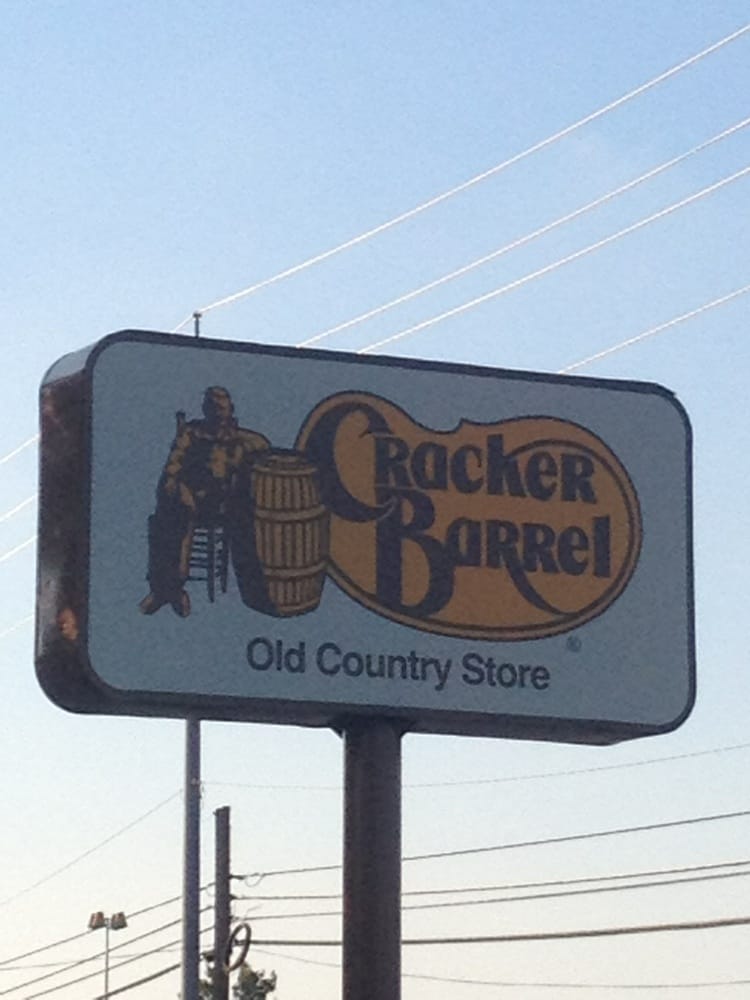 Cracker
Barrel
Old Country Store
®